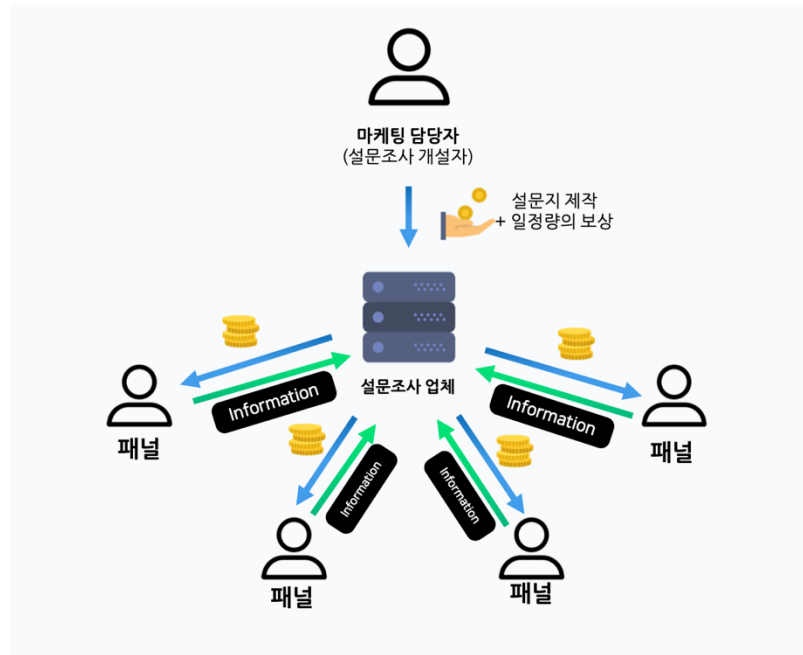 마케팅 담당자
(설문조사 개설자)
설문지 제작
+ 일정량의 보상
설문조사 업체
Information
패널
Information
패널
Information
패널
Information
패널